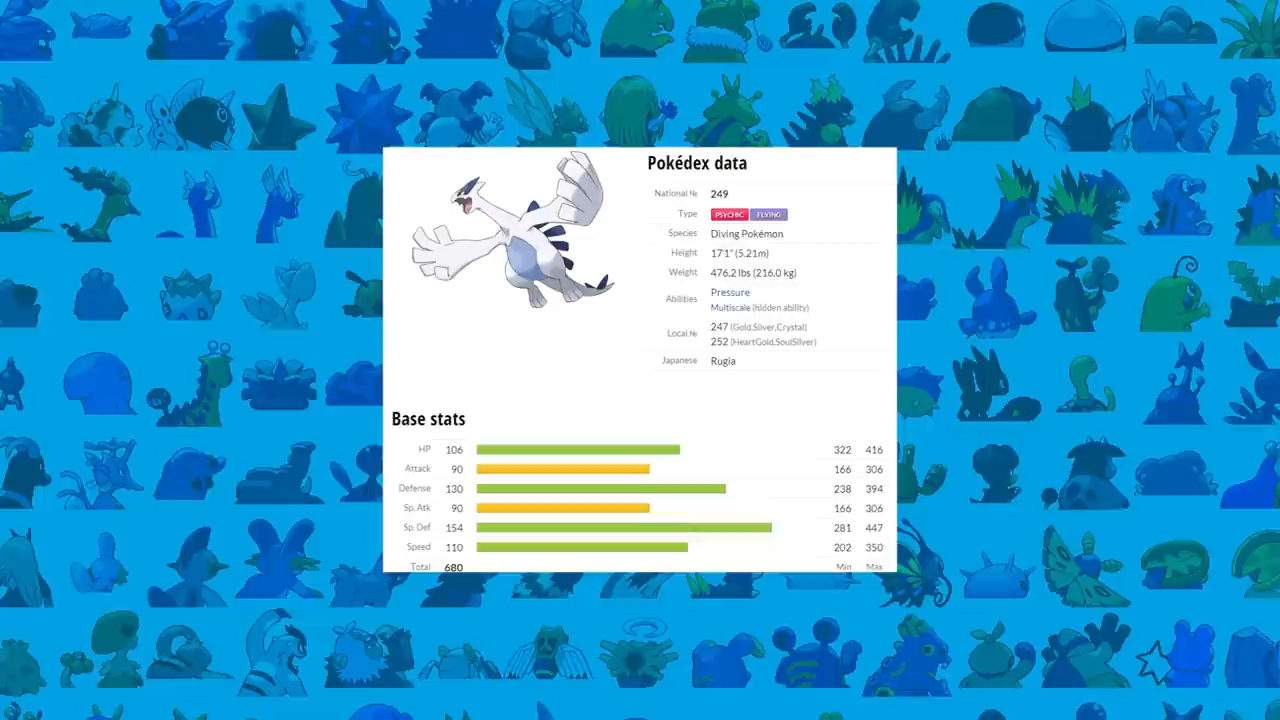 Pokédex data
National № 249
Type PSYCHIC FLYING
Species Diving Pokémon
Height 17'1" (5.21m)
Weight 476.2 lbs (216.0 kg)
Abilities Pressure
Multiscale (hidden ability)
Local № 247 (Gold,Silver,Crystal)
252 (HeartGold,SoulSilver)
Japanese Rugia
Base stats
HP 106 322 416
Attack 90 166 306
Defense 130 238 394
Sp. Atk 90 166 306
Sp. Def 154 281 447
Speed 110 202 350
Total 680 Min Max